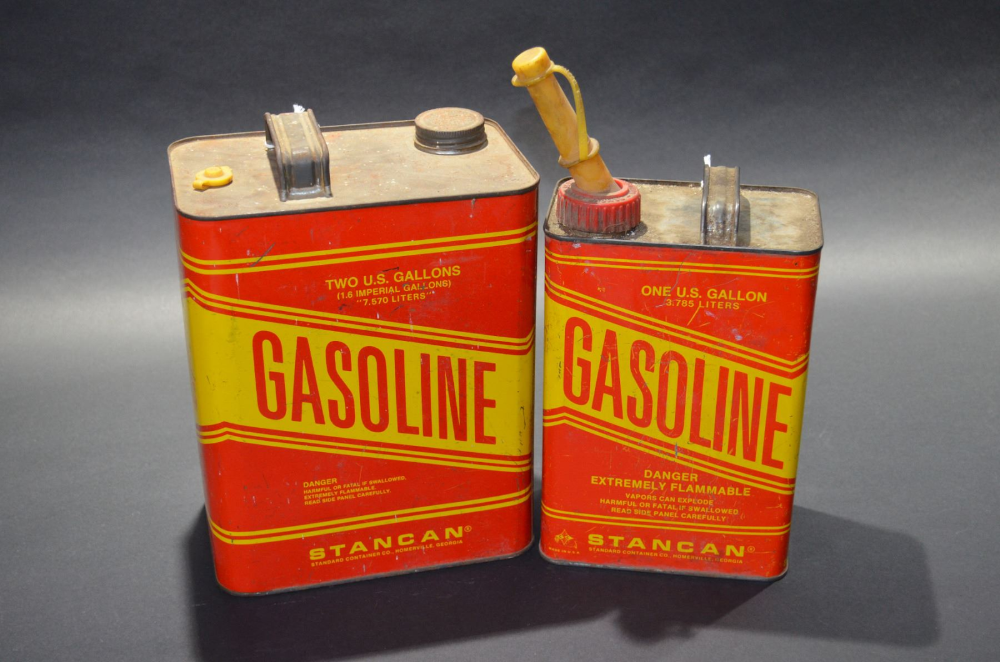 TWO U.S. GALLONS
(1.6 IMPERIAL GALLONS)
"7.570 LITERS"
GASOLINE
DANGER
HARMFUL OR FATAL IF SWALLOWED.
EXTREMELY FLAMMABLE.
READ SIDE PANEL CAREFULLY.
STANCAN®
STANDARD CONTAINER CO., HOMERVILLE, GEORGIA
ONE U.S. GALLON
3.785 LITERS
GASOLINE
DANGER
EXTREMELY FLAMMABLE
VAPORS CAN EXPLODE
HARMFUL OR FATAL IF SWALLOWED
READ SIDE PANEL CAREFULLY
MADE IN U.S.A.
STANCAN®
STANDARD CONTAINER CO., HOMERVILLE, GEORGIA